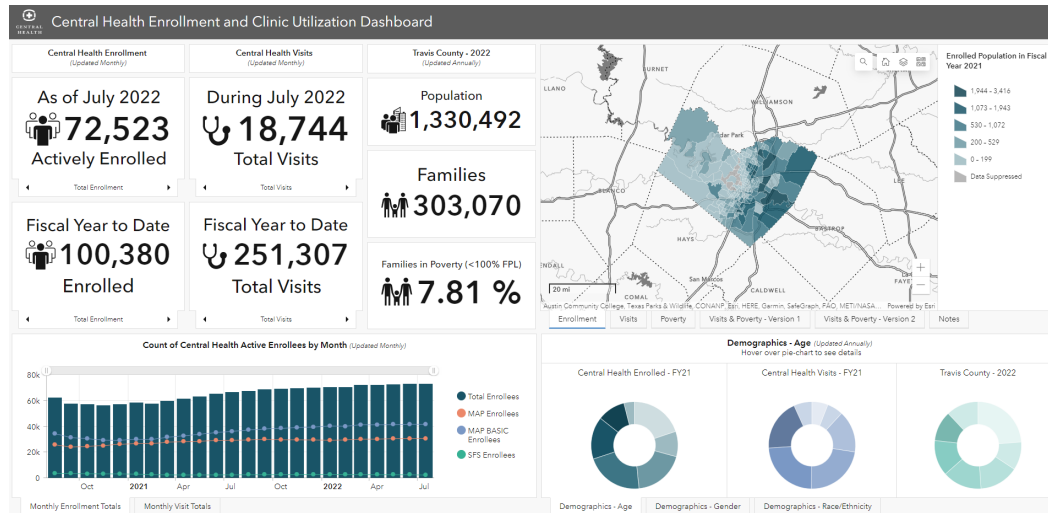 CENTRAL
HEALTH
Central Health Enrollment and Clinic Utilization Dashboard
Central Health Enrollment
(Updated Monthly)
As of July 2022
72,523
Actively Enrolled
Total Enrollment
Fiscal Year to Date
100,380
Enrolled
Total Enrollment
Central Health Visits
(Updated Monthly)
During July 2022
18,744
Total Visits
Total Visits
Fiscal Year to Date
251,307
Total Visits
Total Visits
Travis County - 2022
(Updated Annually)
Population
1,330,492
Families
303,070
Families in Poverty (<100% FPL)
7.81 %
BURNET
LLANO
WILLIAMSON
dar Park
BLANCO
LEE
HAYS
BASTROP
ENDALL
San Marcos
COMAL
CALDWELL
FAYE
20 mi
+
−
Austin Community College, Texas Parks & Wildlife, CONANP, Esri, HERE, Garmin, SafeGraph, FAO, METI/NASA... Powered by Esri
Enrolled Population in Fiscal
Year 2021
1,944 - 3,416
1,073 - 1,943
530 - 1,072
200 - 529
0 - 199
Data Suppressed
Enrollment Visits Poverty Visits & Poverty - Version 1 Visits & Poverty - Version 2 Notes
Count of Central Health Active Enrollees by Month (Updated Monthly)
80k
60k
40k
20k
0
Oct 2021 Apr Jul Oct 2022 Apr Jul
Total Enrollees
MAP Enrollees
MAP BASIC
Enrollees
SFS Enrollees
Monthly Enrollment Totals Monthly Visit Totals
Demographics - Age (Updated Annually)
Hover over pie-chart to see details
Central Health Enrolled - FY21
Central Health Visits - FY21
Travis County - 2022
Demographics - Age Demographics - Gender Demographics - Race/Ethnicity